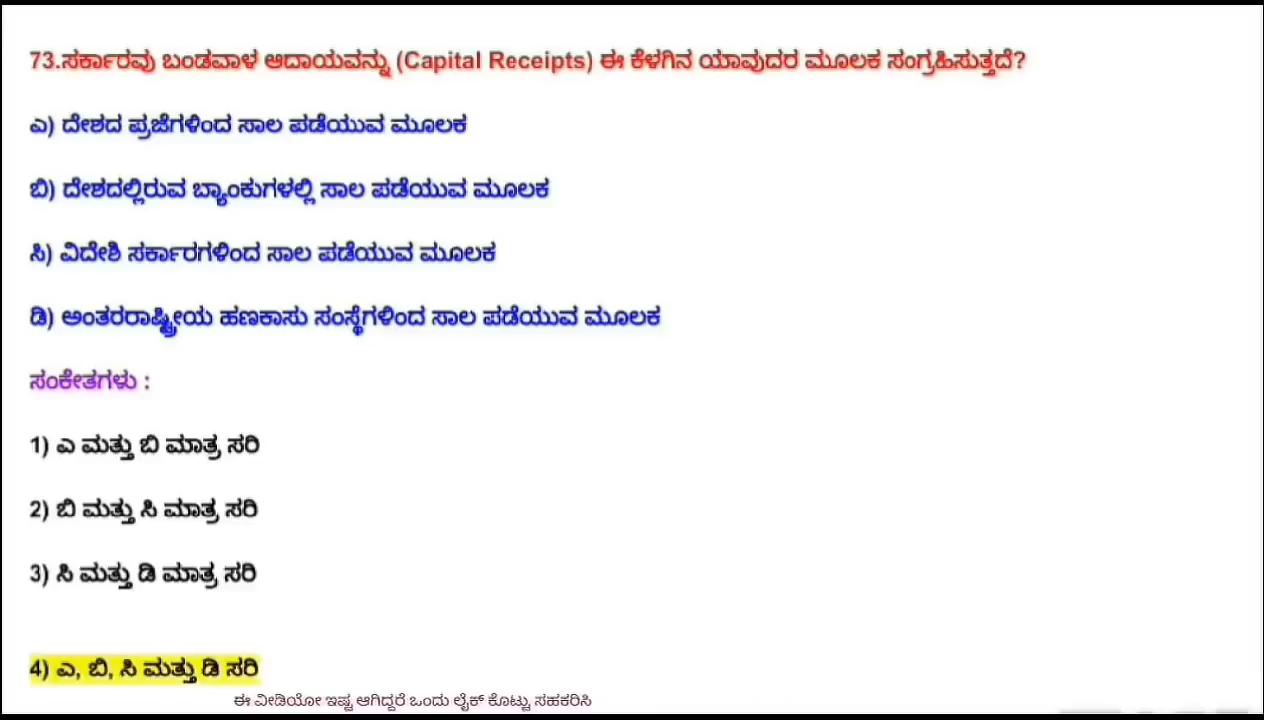 73.ಸರ್ಕಾರವು ಬಂಡವಾಳ ಆದಾಯವನ್ನು (Capital Receipts) ಈ ಕೆಳಗಿನ ಯಾವುದರ ಮೂಲಕ ಸಂಗ್ರಹಿಸುತ್ತದೆ?
ಎ) ದೇಶದ ಪ್ರಜೆಗಳಿಂದ ಸಾಲ ಪಡೆಯುವ ಮೂಲಕ
ಬಿ) ದೇಶದಲ್ಲಿರುವ ಬ್ಯಾಂಕುಗಳಲ್ಲಿ ಸಾಲ ಪಡೆಯುವ ಮೂಲಕ
ಸಿ) ವಿದೇಶಿ ಸರ್ಕಾರಗಳಿಂದ ಸಾಲ ಪಡೆಯುವ ಮೂಲಕ
ಡಿ) ಅಂತರರಾಷ್ಟ್ರೀಯ ಹಣಕಾಸು ಸಂಸ್ಥೆಗಳಿಂದ ಸಾಲ ಪಡೆಯುವ ಮೂಲಕ
ಸಂಕೇತಗಳು :
1) ಎ ಮತ್ತು ಬಿ ಮಾತ್ರ ಸರಿ
2) ಬಿ ಮತ್ತು ಸಿ ಮಾತ್ರ ಸರಿ
3) ಸಿ ಮತ್ತು ಡಿ ಮಾತ್ರ ಸರಿ
4) ಎ, ಬಿ, ಸಿ ಮತ್ತು ಡಿ ಸರಿ
ಈ ವೀಡಿಯೋ ಇಷ್ಟ ಆಗಿದ್ದರೆ ಒಂದು ಲೈಕ್ ಕೊಟ್ಟು ಸಹಕರಿಸಿ